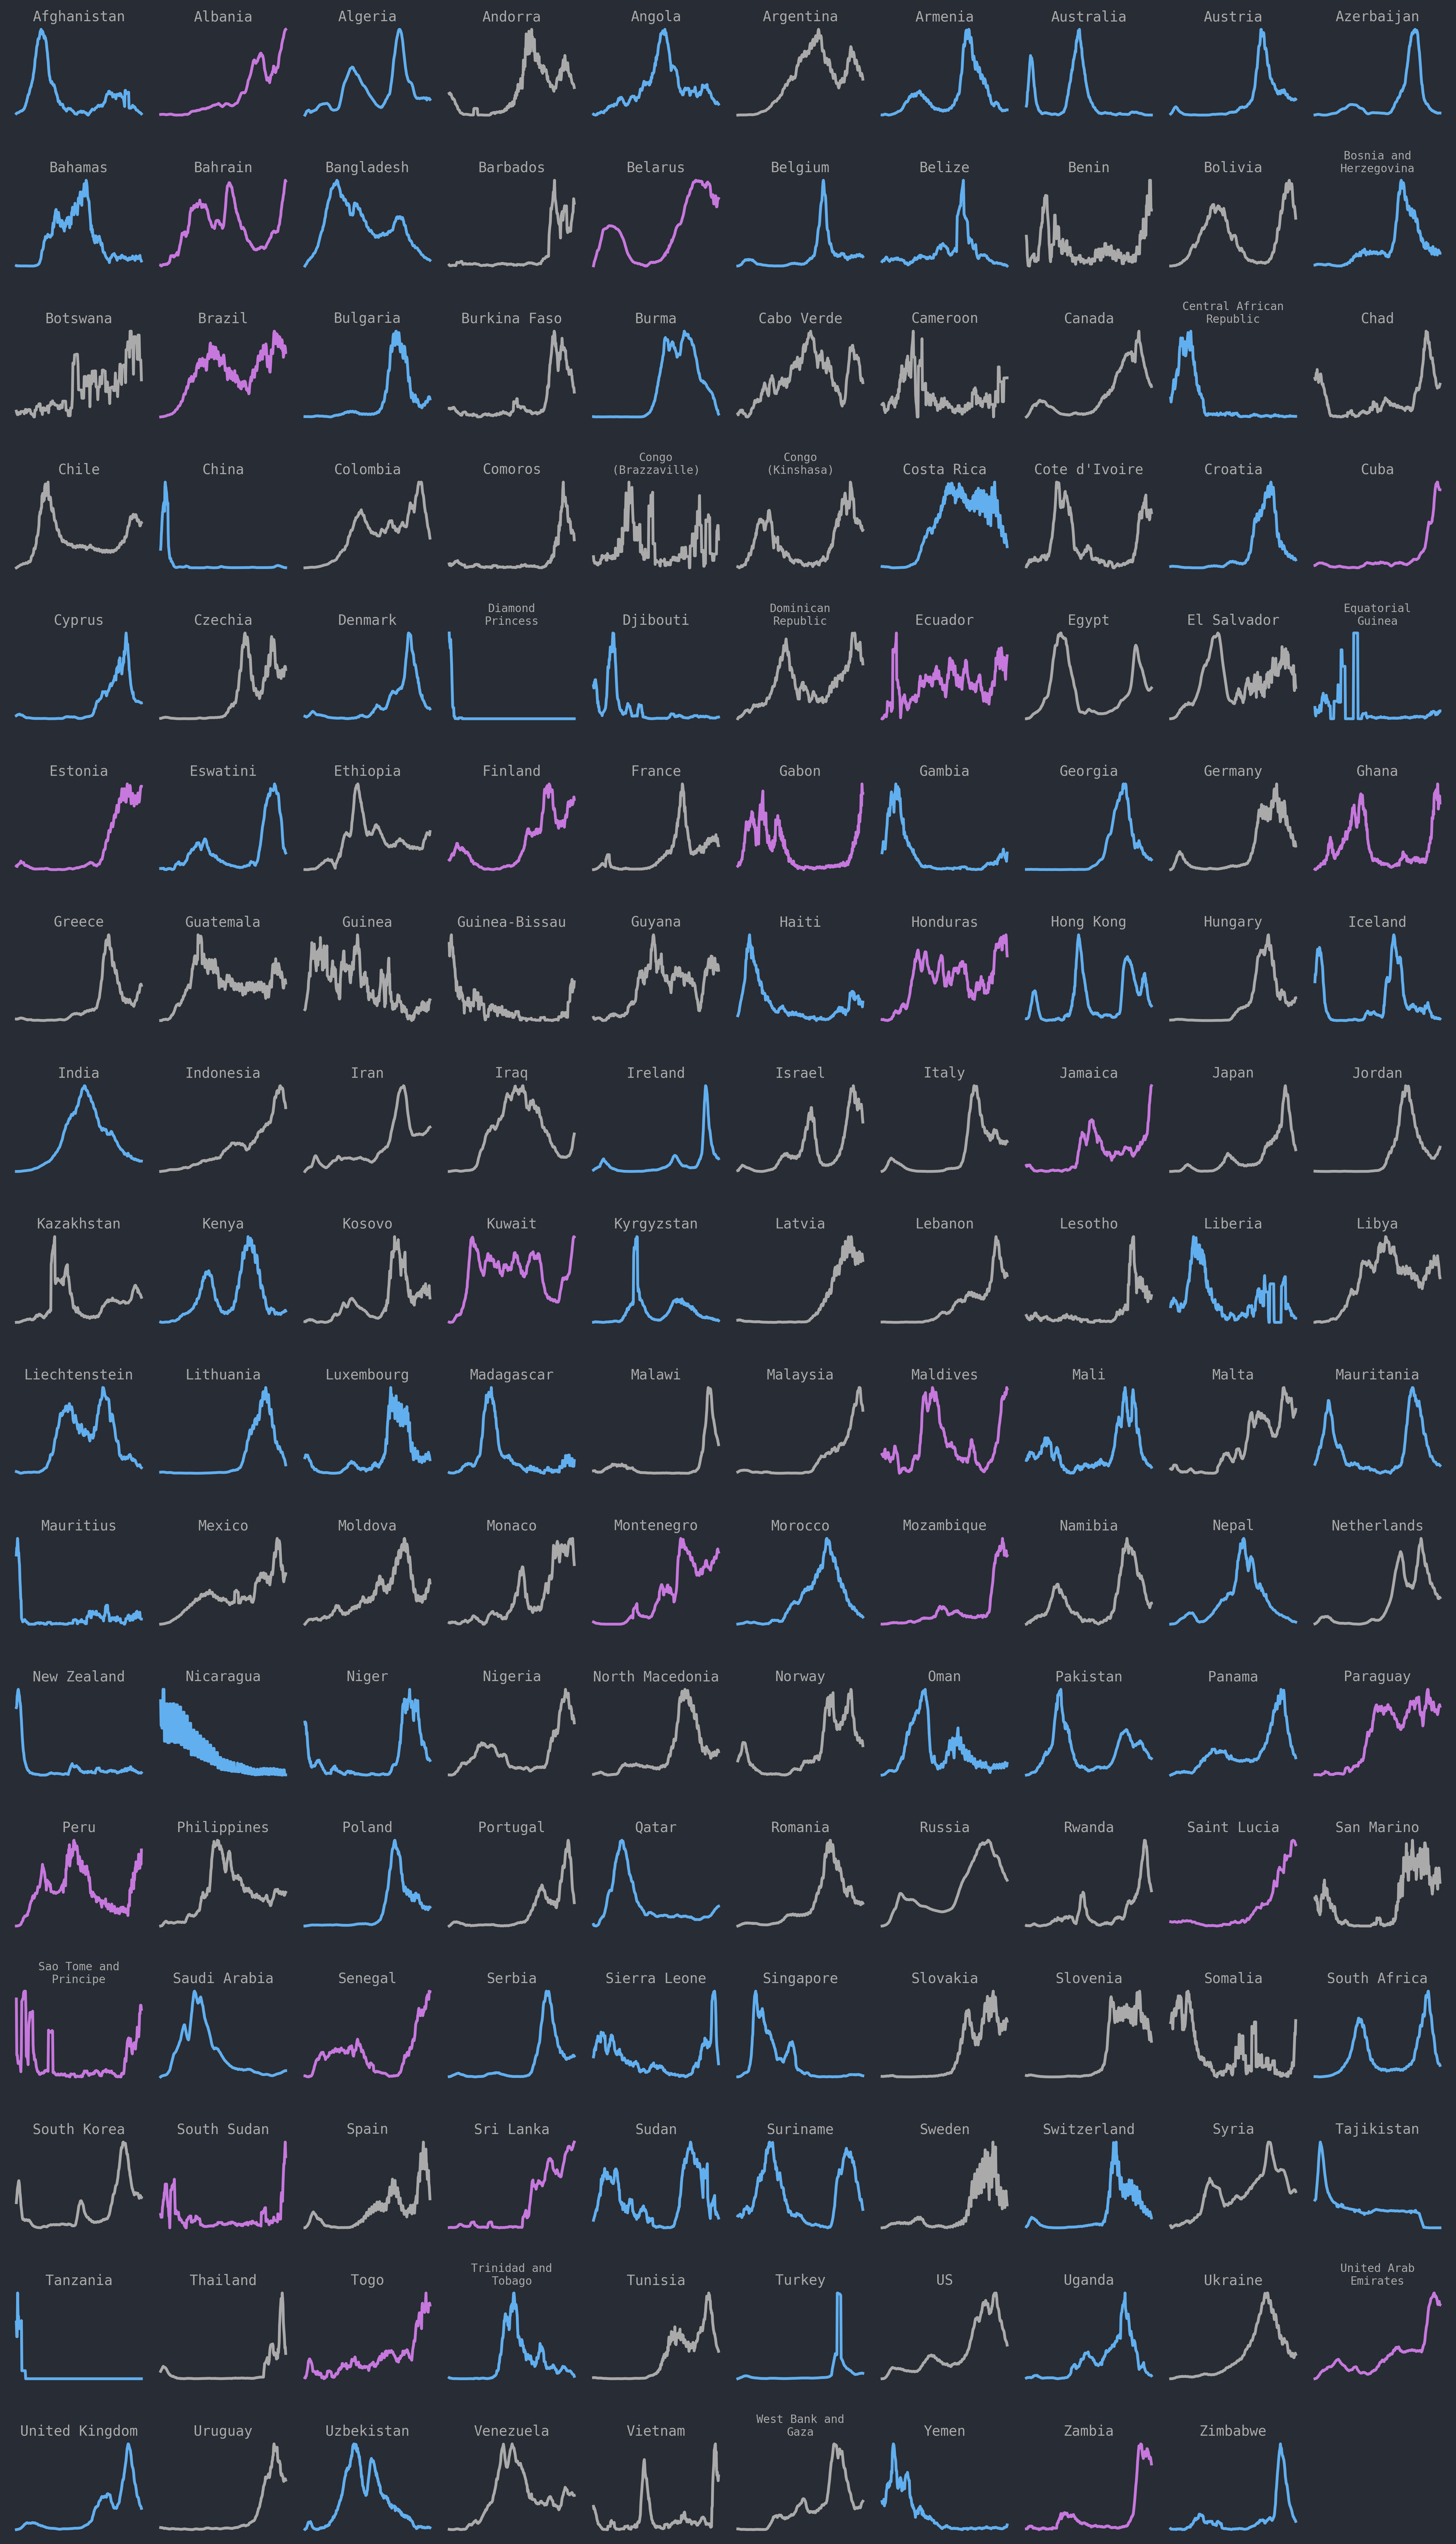 Afghanistan
Albania
Algeria
Andorra
Angola
Argentina
Armenia
Australia
Austria
Azerbaijan
Bahamas
Bahrain
Bangladesh
Barbados
Belarus
Belgium
Belize
Benin
Bolivia
Bosnia and
Herzegovina
Botswana
Brazil
Bulgaria
Burkina Faso
Burma
Cabo Verde
Cameroon
Canada
Central African
Republic
Chad
Chile
China
Colombia
Comoros
Congo
(Brazzaville)
Congo
(Kinshasa)
Costa Rica
Cote d'Ivoire
Croatia
Cuba
Cyprus
Czechia
Denmark
Diamond
Princess
Djibouti
Dominican
Republic
Ecuador
Egypt
El Salvador
Equatorial
Guinea
Estonia
Eswatini
Ethiopia
Finland
France
Gabon
Gambia
Georgia
Germany
Ghana
Greece
Guatemala
Guinea
Guinea-Bissau
Guyana
Haiti
Honduras
Hong Kong
Hungary
Iceland
India
Indonesia
Iran
Iraq
Ireland
Israel
Italy
Jamaica
Japan
Jordan
Kazakhstan
Kenya
Kosovo
Kuwait
Kyrgyzstan
Latvia
Lebanon
Lesotho
Liberia
Libya
Liechtenstein
Lithuania
Luxembourg
Madagascar
Malawi
Malaysia
Maldives
Mali
Malta
Mauritania
Mauritius
Mexico
Moldova
Monaco
Montenegro
Morocco
Mozambique
Namibia
Nepal
Netherlands
New Zealand
Nicaragua
Niger
Nigeria
North Macedonia
Norway
Oman
Pakistan
Panama
Paraguay
Peru
Philippines
Poland
Portugal
Qatar
Romania
Russia
Rwanda
Saint Lucia
San Marino
Sao Tome and
Principe
Saudi Arabia
Senegal
Serbia
Sierra Leone
Singapore
Slovakia
Slovenia
Somalia
South Africa
South Korea
South Sudan
Spain
Sri Lanka
Sudan
Suriname
Sweden
Switzerland
Syria
Tajikistan
Tanzania
Thailand
Togo
Trinidad and
Tobago
Tunisia
Turkey
US
Uganda
Ukraine
United Arab
Emirates
United Kingdom
Uruguay
Uzbekistan
Venezuela
Vietnam
West Bank and
Gaza
Yemen
Zambia
Zimbabwe